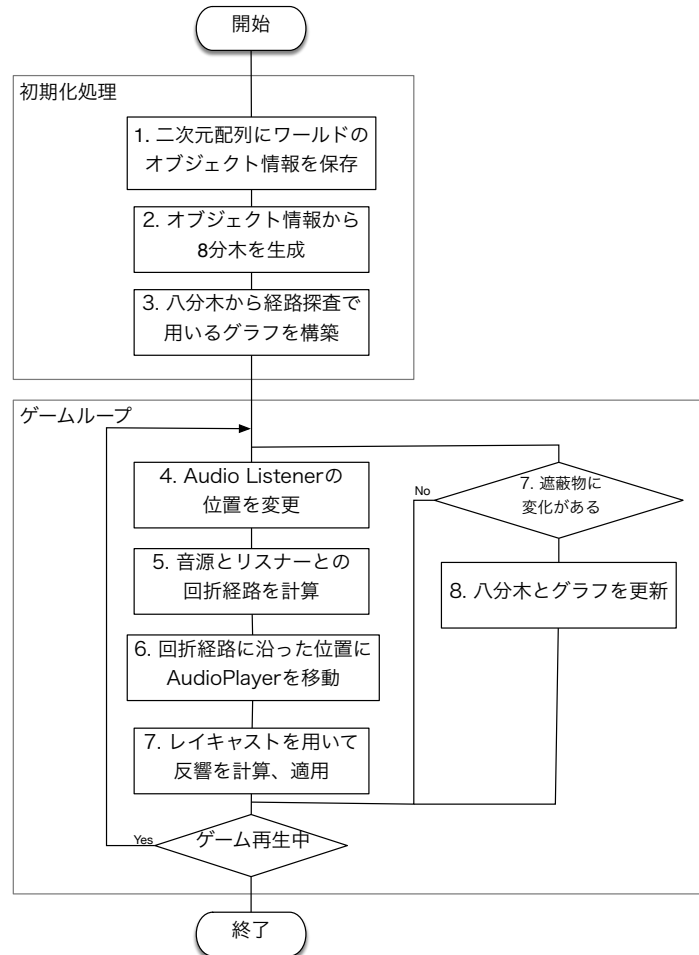 開始
初期化処理
1. 二次元配列にワールドの
オブジェクト情報を保存
2. オブジェクト情報から
8分木を生成
3. 八分木から経路探査で
用いるグラフを構築
ゲームループ
4. Audio Listenerの
位置を変更
No
7. 遮蔽物に
変化がある
5. 音源とリスナーとの
回折経路を計算
8. 八分木とグラフを更新
6. 回折経路に沿った位置に
AudioPlayerを移動
7. レイキャストを用いて
反響を計算、適用
Yes
ゲーム再生中
終了